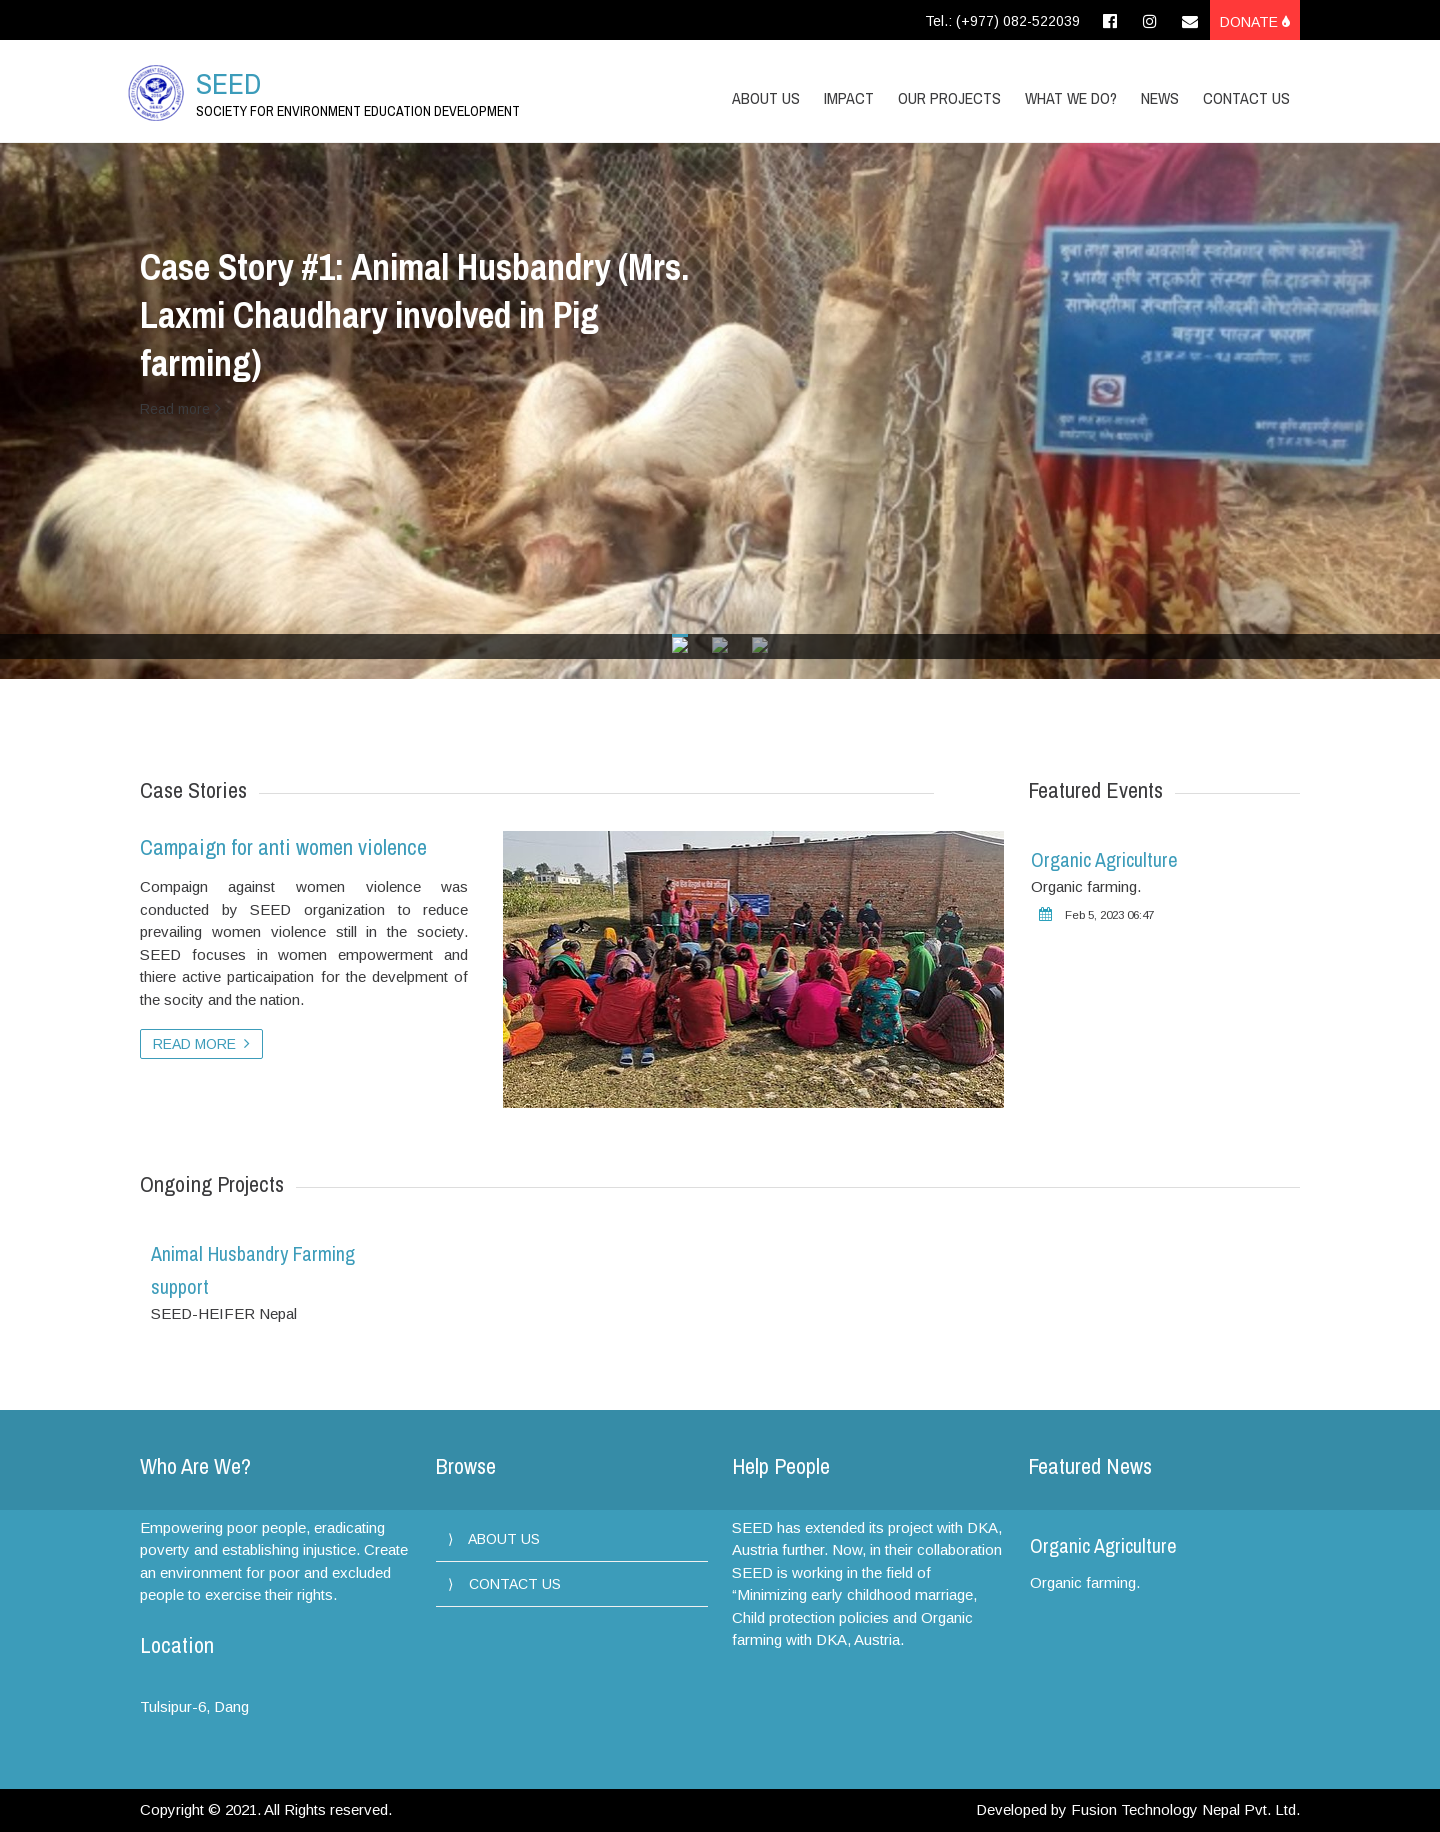 Tel.: (+977) 082-522039
DONATE
SEED
SOCIETY FOR ENVIRONMENT EDUCATION DEVELOPMENT
ABOUT US IMPACT OUR PROJECTS WHAT WE DO? NEWS CONTACT US
Case Story #1: Animal Husbandry (Mrs.
Laxmi Chaudhary involved in Pig
farming)
Read more
युवा तथा साना व्यवसायी स्वरोजगार कोष काठमाण्डौ
र भाग्य कृषि सहकारी संस्था लि. दाङको संयुक्त
साभेदारीमा संचालित
बङ्गुर पालन फाराम
Case Stories
Campaign for anti women violence
Compaign against women violence was
conducted by SEED organization to reduce
prevailing women violence still in the society.
SEED focuses in women empowerment and
thiere active particaipation for the develpment of
the socity and the nation.
READ MORE
Featured Events
Organic Agriculture
Organic farming.
Feb 5, 2023 06:47
Ongoing Projects
Animal Husbandry Farming
support
SEED-HEIFER Nepal
Who Are We?
Empowering poor people, eradicating
poverty and establishing injustice. Create
an environment for poor and excluded
people to exercise their rights.
Location
Tulsipur-6, Dang
Browse
ABOUT US
CONTACT US
Help People
SEED has extended its project with DKA,
Austria further. Now, in their collaboration
SEED is working in the field of
“Minimizing early childhood marriage,
Child protection policies and Organic
farming with DKA, Austria.
Featured News
Organic Agriculture
Organic farming.
Copyright © 2021. All Rights reserved.
Developed by Fusion Technology Nepal Pvt. Ltd.